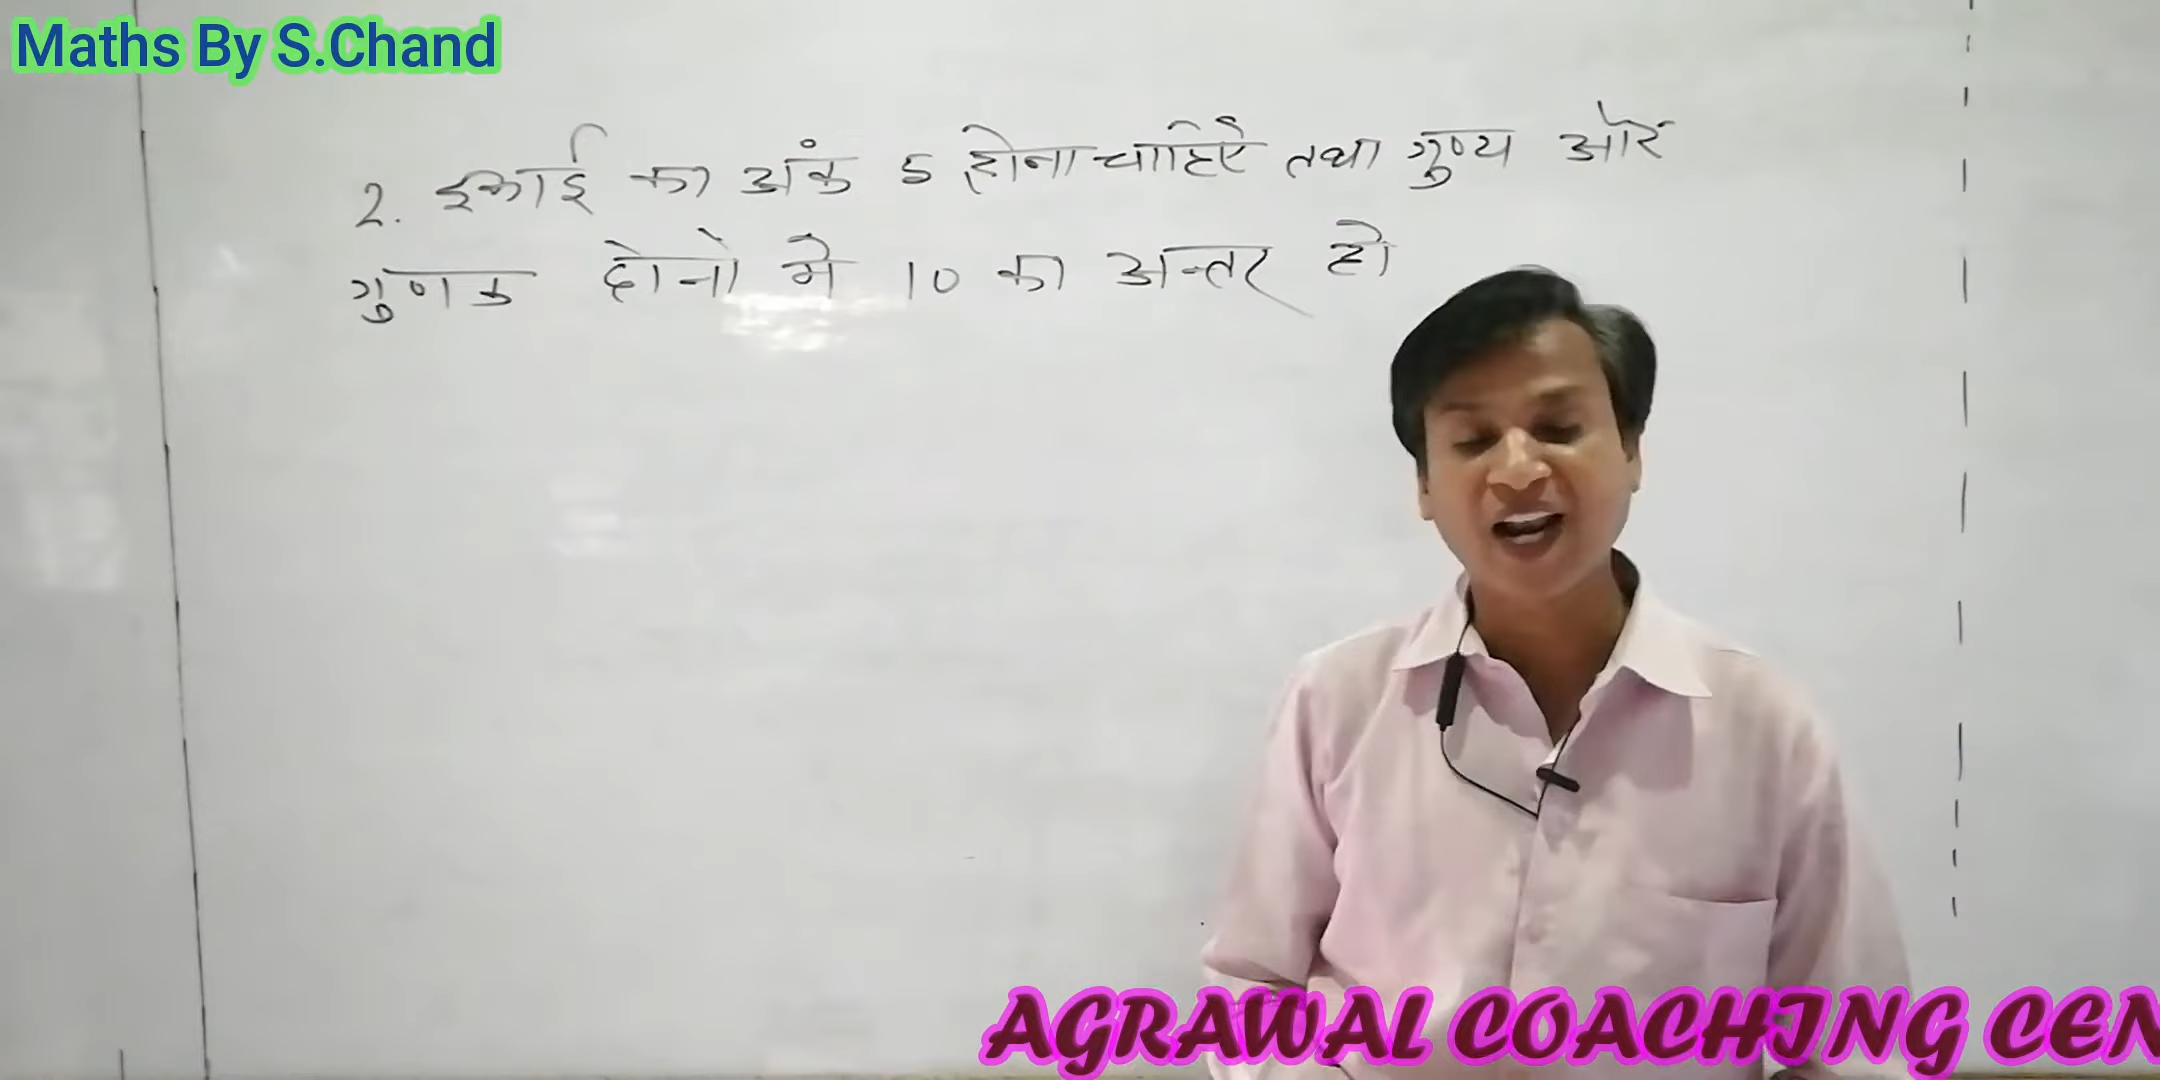 Maths By S.Chand
2. इकाई का अंक 5 होना चाहिए तथा गुण्य और
गुणक दोनो मे 10 का अन्तर हो
AGRAWAL COACHING CEN